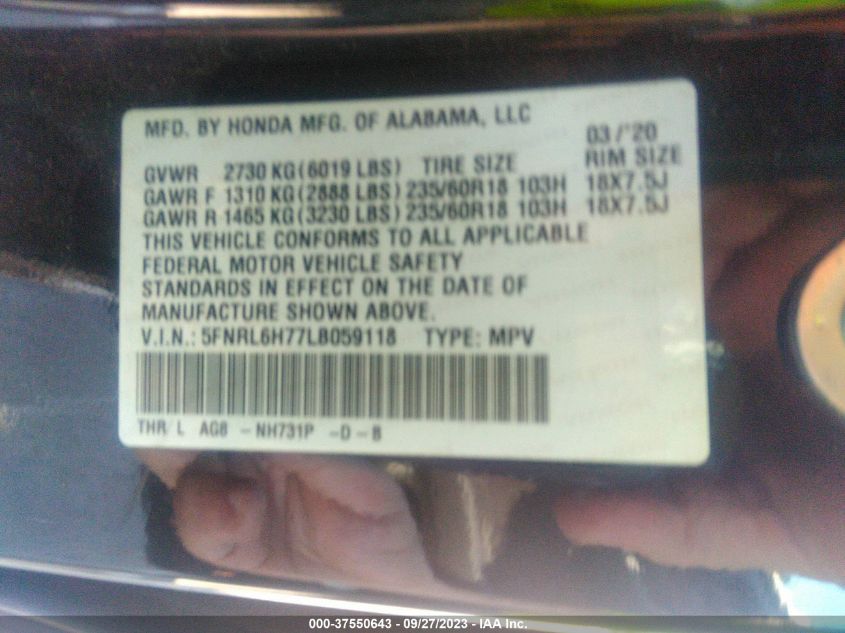 MFD. BY HONDA MFG. OF ALABAMA, LLC 03/'20
GVWR 2730 KG(6019 LBS) TIRE SIZE RIM SIZE
GAWR F 1310 KG(2888 LBS) 235/60R18 103H 18X7.5J
GAWR R 1465 KG(3230 LBS) 235/60R18 103H 18X7.5J
THIS VEHICLE CONFORMS TO ALL APPLICABLE
FEDERAL MOTOR VEHICLE SAFETY
STANDARDS IN EFFECT ON THE DATE OF
MANUFACTURE SHOWN ABOVE.
V.I.N.: 5FNRL6H77LB059118 TYPE: MPV
THR/L AG8 -NH731P -D-B
000-37550643 / 09/27/2023 - IAA Inc.